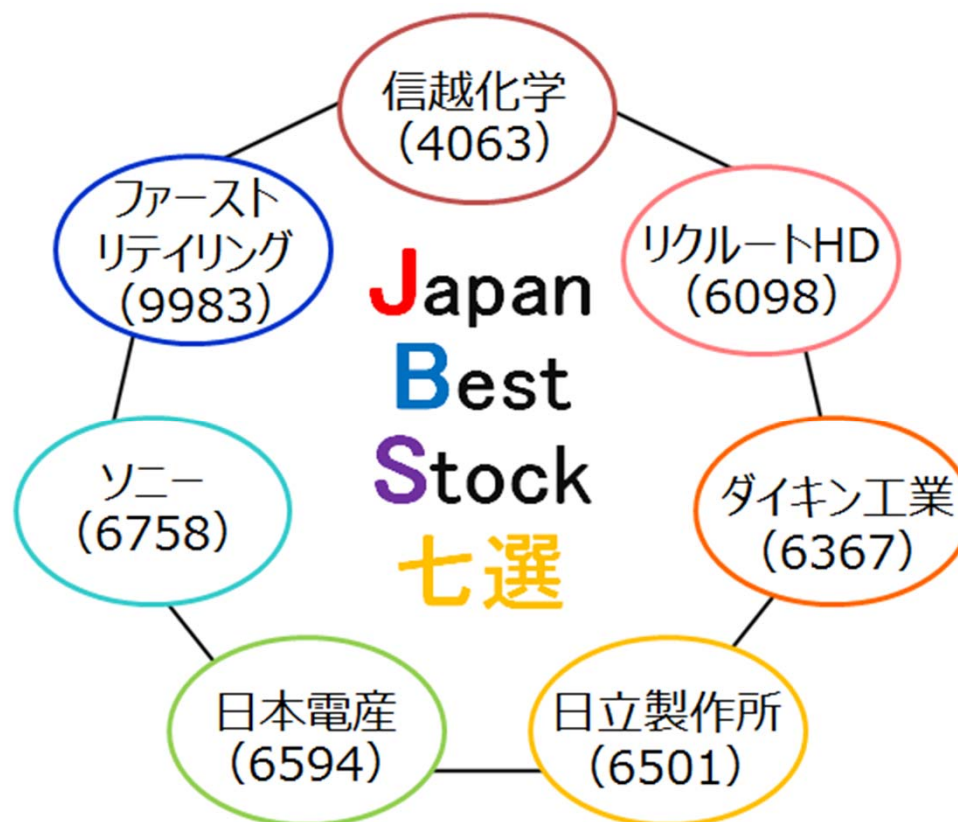 信越化学
(4063)
リクルートHD
(6098)
ダイキン工業
(6367)
日立製作所
(6501)
日本電産
(6594)
ソニー
(6758)
ファースト
リテイリング
(9983)
Japan
Best
Stock
七選